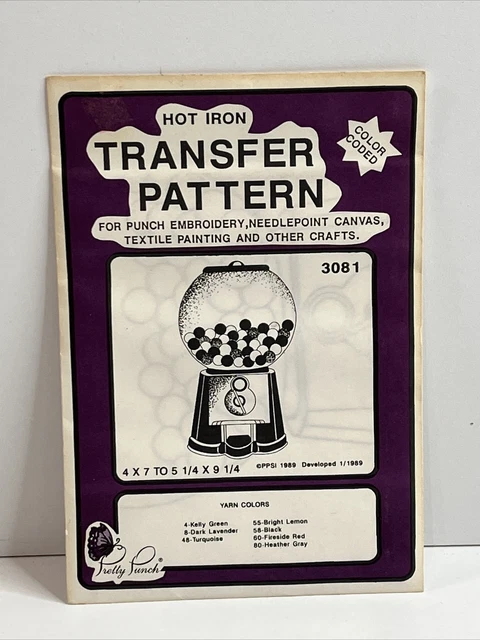 HOT IRON
TRANSFER
PATTERN
COLOR
CODED
FOR PUNCH EMBROIDERY, NEEDLEPOINT CANVAS,
TEXTILE PAINTING AND OTHER CRAFTS.
3081
4 X 7 TO 5 1/4 X 9 1/4
©PPSI 1989 Developed 1/1989
YARN COLORS
4-Kelly Green
8-Dark Lavender
48-Turquoise
55-Bright Lemon
58-Black
60-Fireside Red
80-Heather Gray
Pretty Punch®